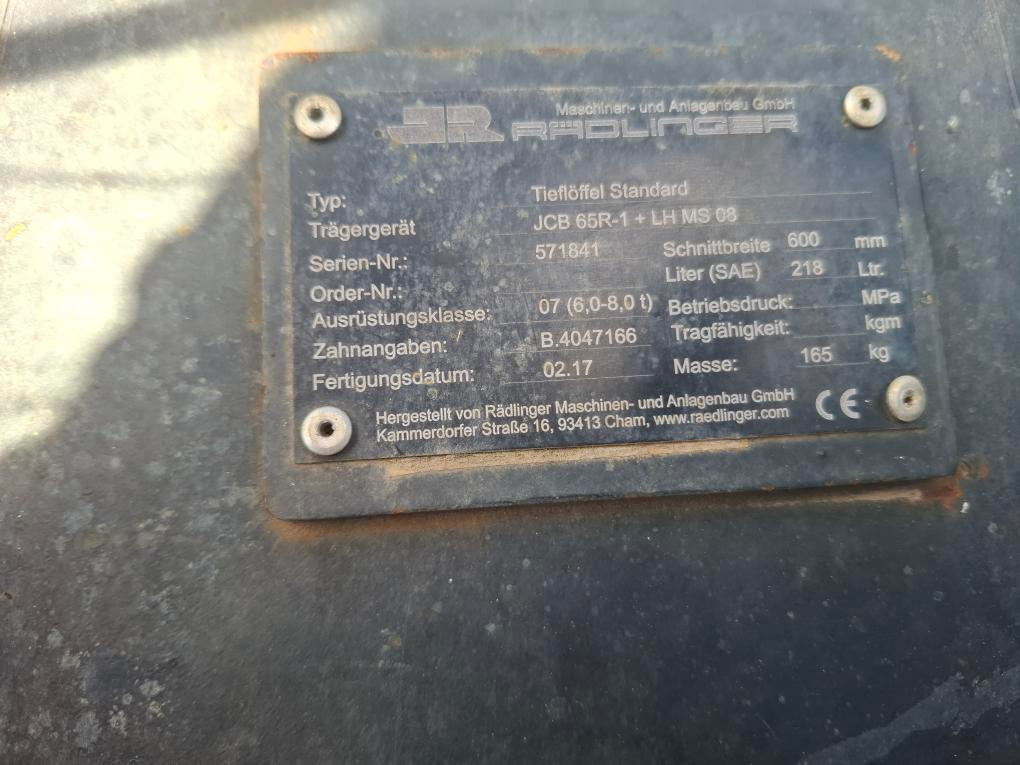 Maschinen- und Anlagenbau GmbH
JR RÄDLINGER
Typ: Tieflöffel Standard
Trägergerät JCB 65R-1 + LH MS 08
Serien-Nr.: 571841 Schnittbreite 600 mm
Order-Nr.: Liter (SAE) 218 Ltr.
Ausrüstungsklasse: 07 (6,0-8,0 t) Betriebsdruck: MPa
Zahnangaben: B.4047166 Tragfähigkeit: kgm
Fertigungsdatum: 02.17 Masse: 165 kg
Hergestellt von Rädlinger Maschinen- und Anlagenbau GmbH
Kammerdorfer Straße 16, 93413 Cham, www.raedlinger.com
CE